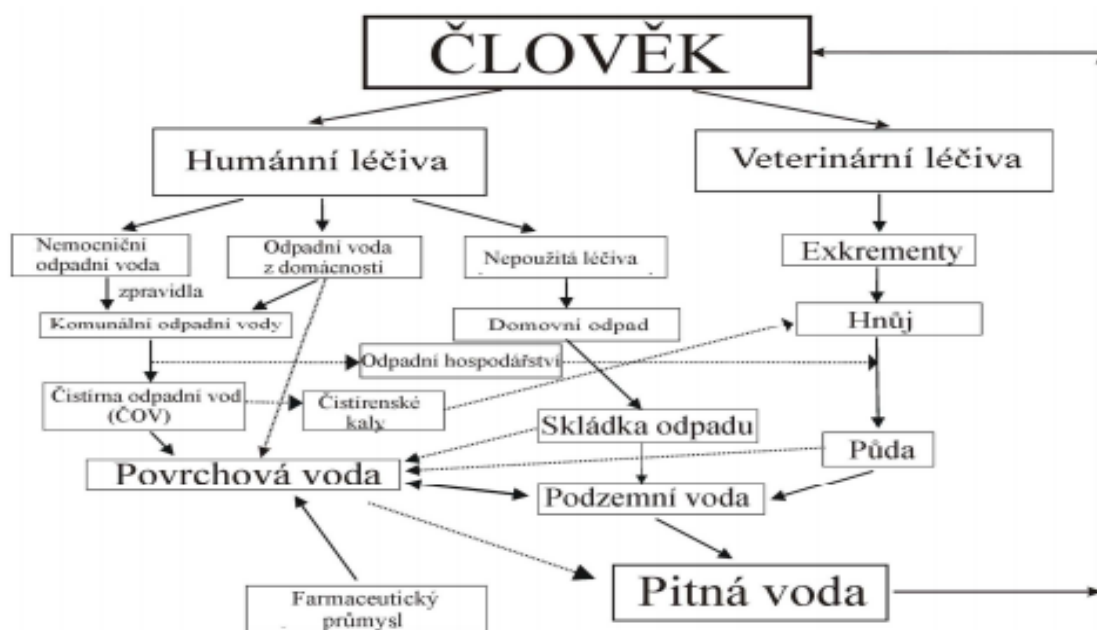 ČLOVĚK
Humánní léčiva
Veterinární léčiva
Nemocniční
odpadní voda
Odpadní voda
z domácností
Nepoužitá léčiva
Exkrementy
zpravidla
Komunální odpadní vody
Domovní odpad
Hnůj
Odpadní hospodářství
Čistírna odpadní vod
(ČOV)
Čistírenské
kaly
Skládka odpadu
Půda
Povrchová voda
Podzemní voda
Farmaceutický
průmysl
Pitná voda